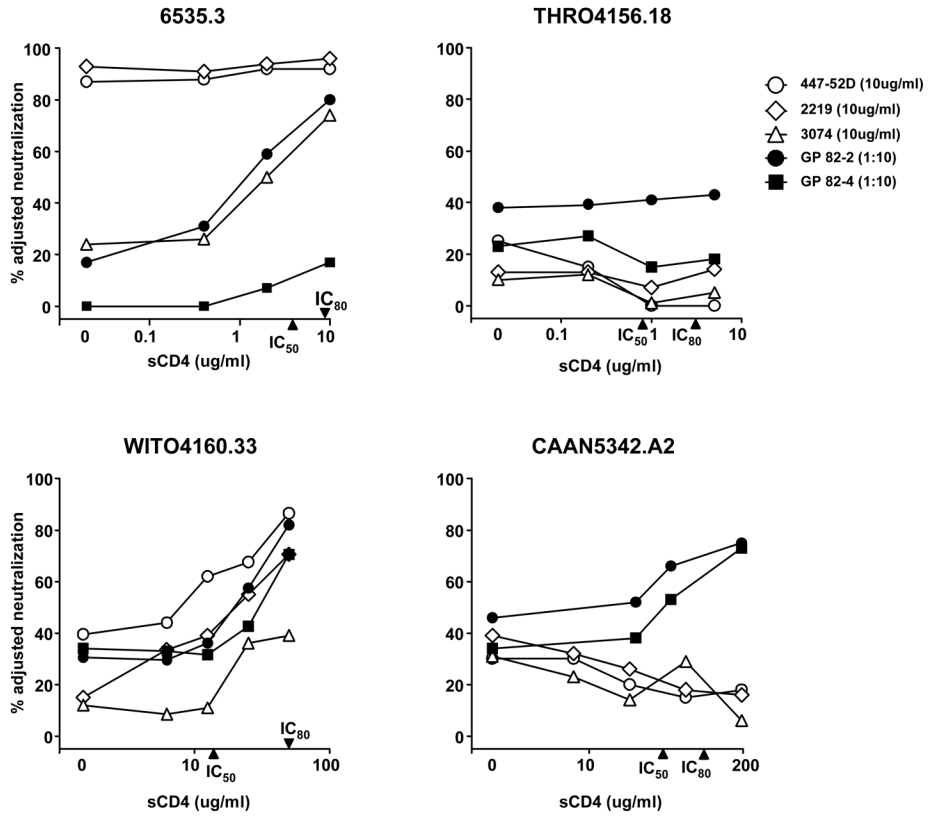 6535.3
THRO4156.18
% adjusted neutralization
100
80
60
40
20
0
0
0.1
1
10
IC50
IC80
sCD4 (ug/ml)
100
80
60
40
20
0
0
0.1
1
10
IC50
IC80
sCD4 (ug/ml)
447-52D (10ug/ml)
2219 (10ug/ml)
3074 (10ug/ml)
GP 82-2 (1:10)
GP 82-4 (1:10)
WITO4160.33
CAAN5342.A2
% adjusted neutralization
100
80
60
40
20
0
0
10
100
IC50
IC80
sCD4 (ug/ml)
100
80
60
40
20
0
0
10
200
IC50
IC80
sCD4 (ug/ml)